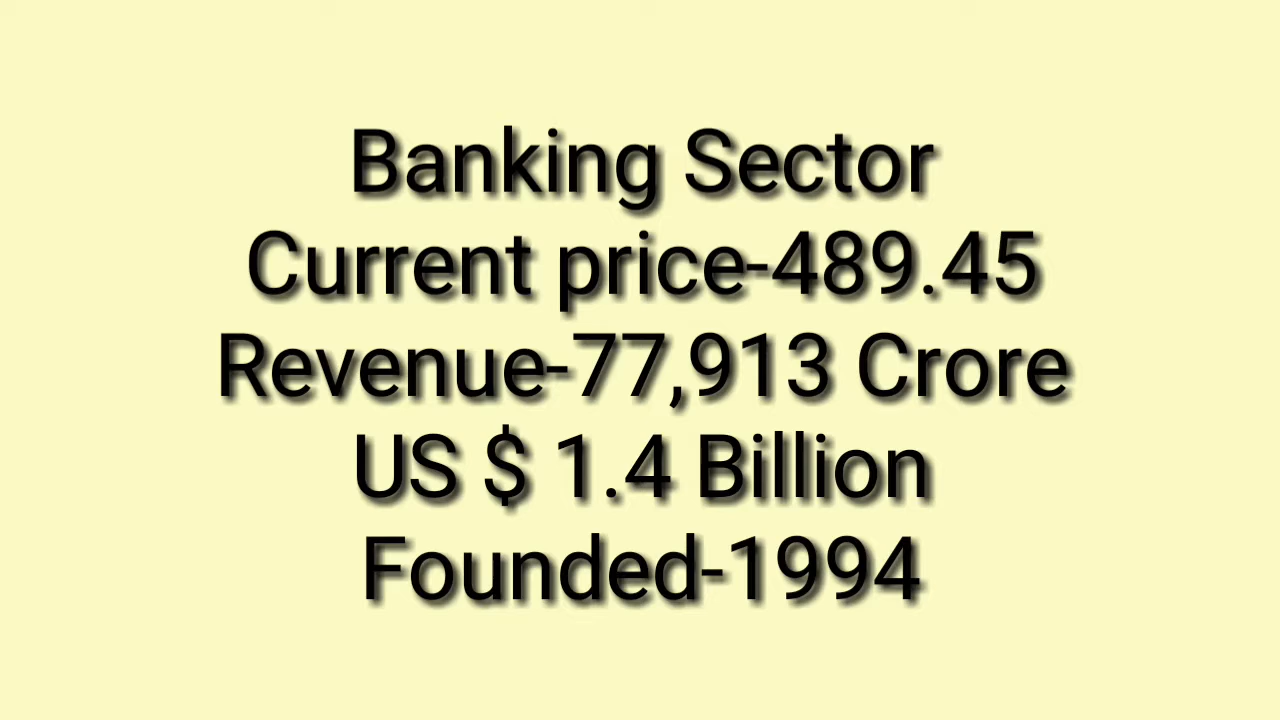 Banking Sector
Current price-489.45
Revenue-77,913 Crore
US $ 1.4 Billion
Founded-1994